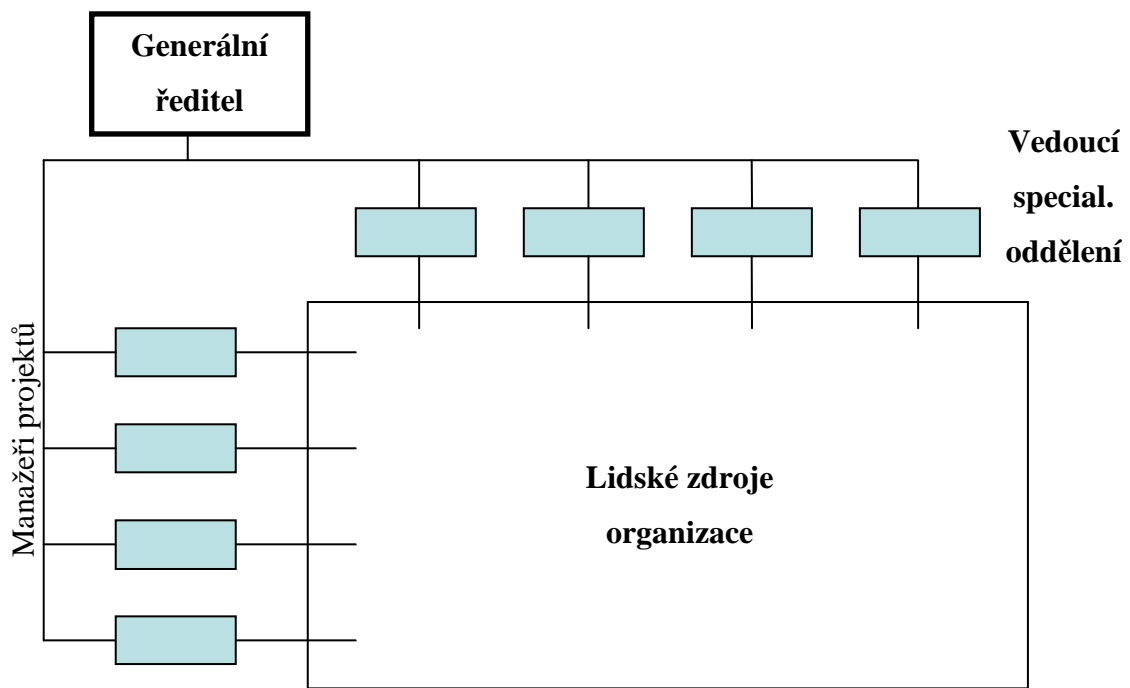 Generální
ředitel
Vedoucí
special.
oddělení
Manažeři projektů
Lidské zdroje
organizace